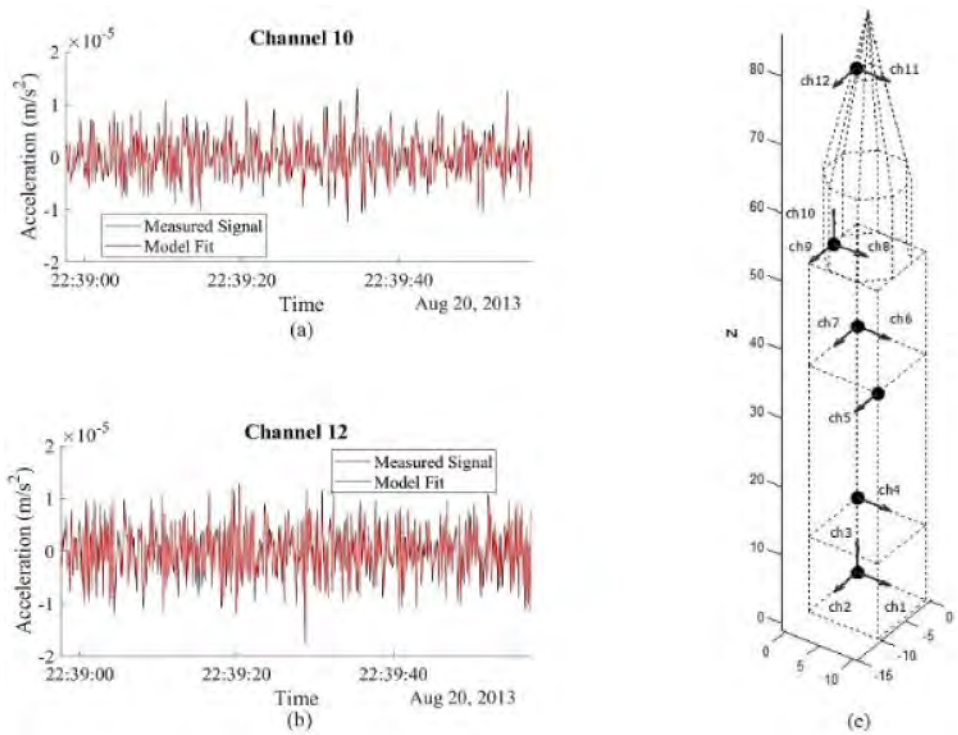 Channel 10
×10⁻⁵
2
1
0
-1
-2
Acceleration (m/s²)
Measured Signal
Model Fit
22:39:00
22:39:20
22:39:40
Time
Aug 20, 2013
(a)
Channel 12
×10⁻⁵
2
1
0
-1
-2
Acceleration (m/s²)
Measured Signal
Model Fit
22:39:00
22:39:20
22:39:40
Time
Aug 20, 2013
(b)
80
70
60
50
40
30
20
10
0
z
ch12
ch11
ch10
ch9
ch8
ch7
ch6
ch5
ch4
ch3
ch2
ch1
0
5
10
-15
-10
-5
0
(c)